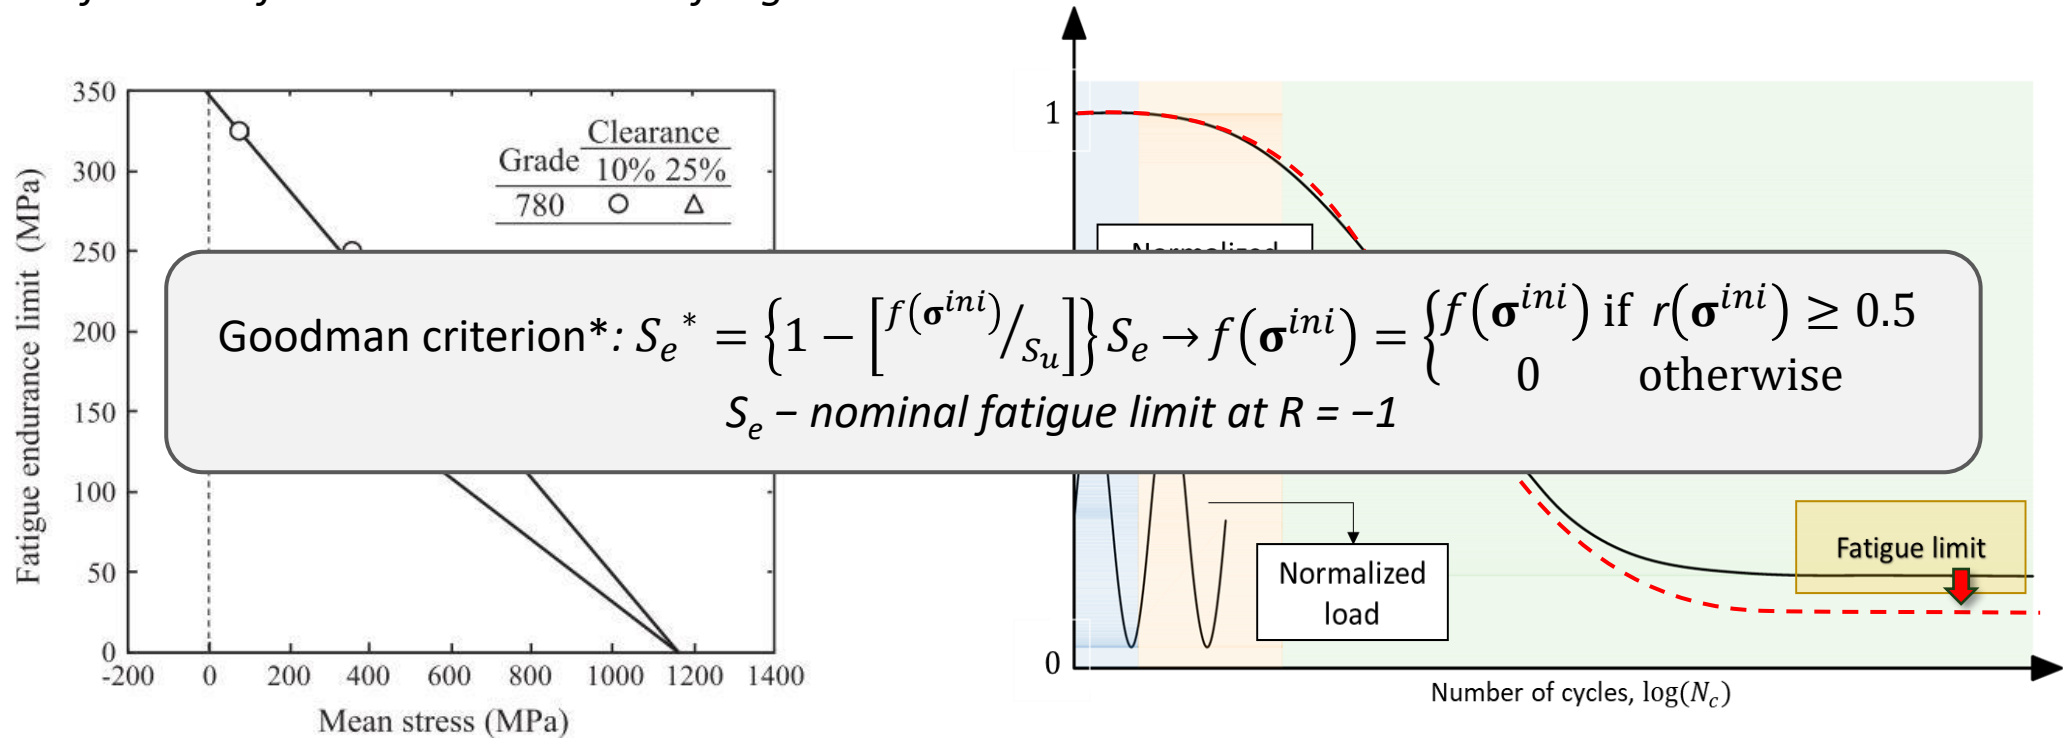 350
300
250
200
150
100
50
0
Fatigue endurance limit (MPa)
-200 0 200 400 600 800 1000 1200 1400
Mean stress (MPa)
Clearance
Grade 10% 25%
780 ○ △
1
0
Normalized
Goodman criterion*: Sₑ* = {1 − [f(𝛔ⁱⁿⁱ)/Sᵤ]} Sₑ → f(𝛔ⁱⁿⁱ) = { f(𝛔ⁱⁿⁱ) if r(𝛔ⁱⁿⁱ) ≥ 0.5
0 otherwise
Sₑ – nominal fatigue limit at R = −1
Normalized
load
Fatigue limit
Number of cycles, log(N_c)